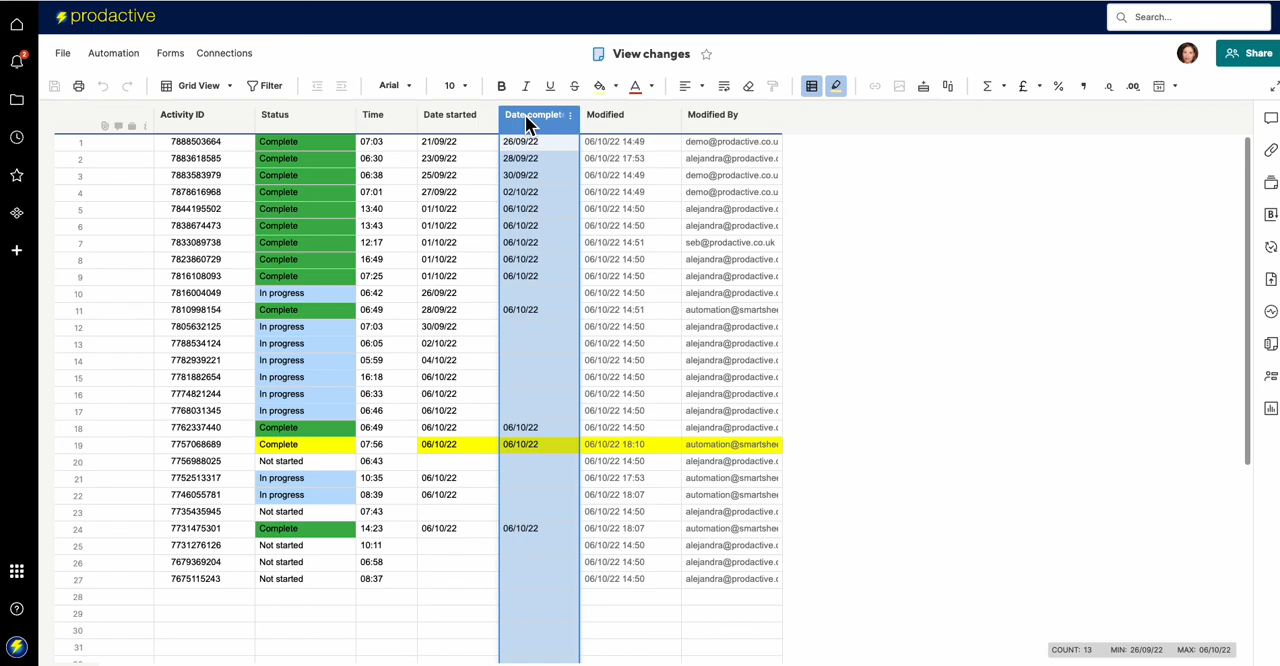 prodactive
Search...
2
File Automation Forms Connections
View changes
Share
Grid View Filter Arial 10 B I U S A Σ £ %
Activity ID Status Time Date started Date complet Modified Modified By
1 7888503664 Complete 07:03 21/09/22 26/09/22 06/10/22 14:49 demo@prodactive.co.u
2 7883618585 Complete 06:30 23/09/22 28/09/22 06/10/22 17:53 alejandra@prodactive.c
3 7883583979 Complete 06:38 25/09/22 30/09/22 06/10/22 14:49 demo@prodactive.co.u
4 7878616968 Complete 07:01 27/09/22 02/10/22 06/10/22 14:49 demo@prodactive.co.u
5 7844195502 Complete 13:40 01/10/22 06/10/22 06/10/22 14:50 alejandra@prodactive.c
6 7838674473 Complete 13:43 01/10/22 06/10/22 06/10/22 14:50 alejandra@prodactive.c
7 7833089738 Complete 12:17 01/10/22 06/10/22 06/10/22 14:51 seb@prodactive.co.uk
8 7823860729 Complete 16:49 01/10/22 06/10/22 06/10/22 14:50 alejandra@prodactive.c
9 7816108093 Complete 07:25 01/10/22 06/10/22 06/10/22 14:50 alejandra@prodactive.c
10 7816004049 In progress 06:42 26/09/22 06/10/22 14:50 alejandra@prodactive.c
11 7810998154 Complete 06:49 28/09/22 06/10/22 06/10/22 14:51 automation@smartshee
12 7805632125 In progress 07:03 30/09/22 06/10/22 14:50 alejandra@prodactive.c
13 7788534124 In progress 06:05 02/10/22 06/10/22 14:50 alejandra@prodactive.c
14 7782939221 In progress 05:59 04/10/22 06/10/22 14:50 alejandra@prodactive.c
15 7781882654 In progress 16:18 06/10/22 06/10/22 14:50 alejandra@prodactive.c
16 7774821244 In progress 06:33 06/10/22 06/10/22 14:50 alejandra@prodactive.c
17 7768031345 In progress 06:46 06/10/22 06/10/22 14:50 alejandra@prodactive.c
18 7762337440 Complete 06:49 06/10/22 06/10/22 06/10/22 14:50 alejandra@prodactive.c
19 7757068689 Complete 07:56 06/10/22 06/10/22 06/10/22 18:10 automation@smartshee
20 7756988025 Not started 06:43 06/10/22 14:50 alejandra@prodactive.c
21 7752513317 In progress 10:35 06/10/22 06/10/22 17:53 automation@smartshee
22 7746055781 In progress 08:39 06/10/22 06/10/22 18:07 automation@smartshee
23 7735435945 Not started 07:43 06/10/22 14:50 alejandra@prodactive.c
24 7731475301 Complete 14:23 06/10/22 06/10/22 06/10/22 18:07 automation@smartshee
25 7731276126 Not started 10:11 06/10/22 14:50 alejandra@prodactive.c
26 7679369204 Not started 06:58 06/10/22 14:50 alejandra@prodactive.c
27 7675115243 Not started 08:37 06/10/22 14:50 alejandra@prodactive.c
28
29
30
31
COUNT: 13 MIN: 26/09/22 MAX: 06/10/22